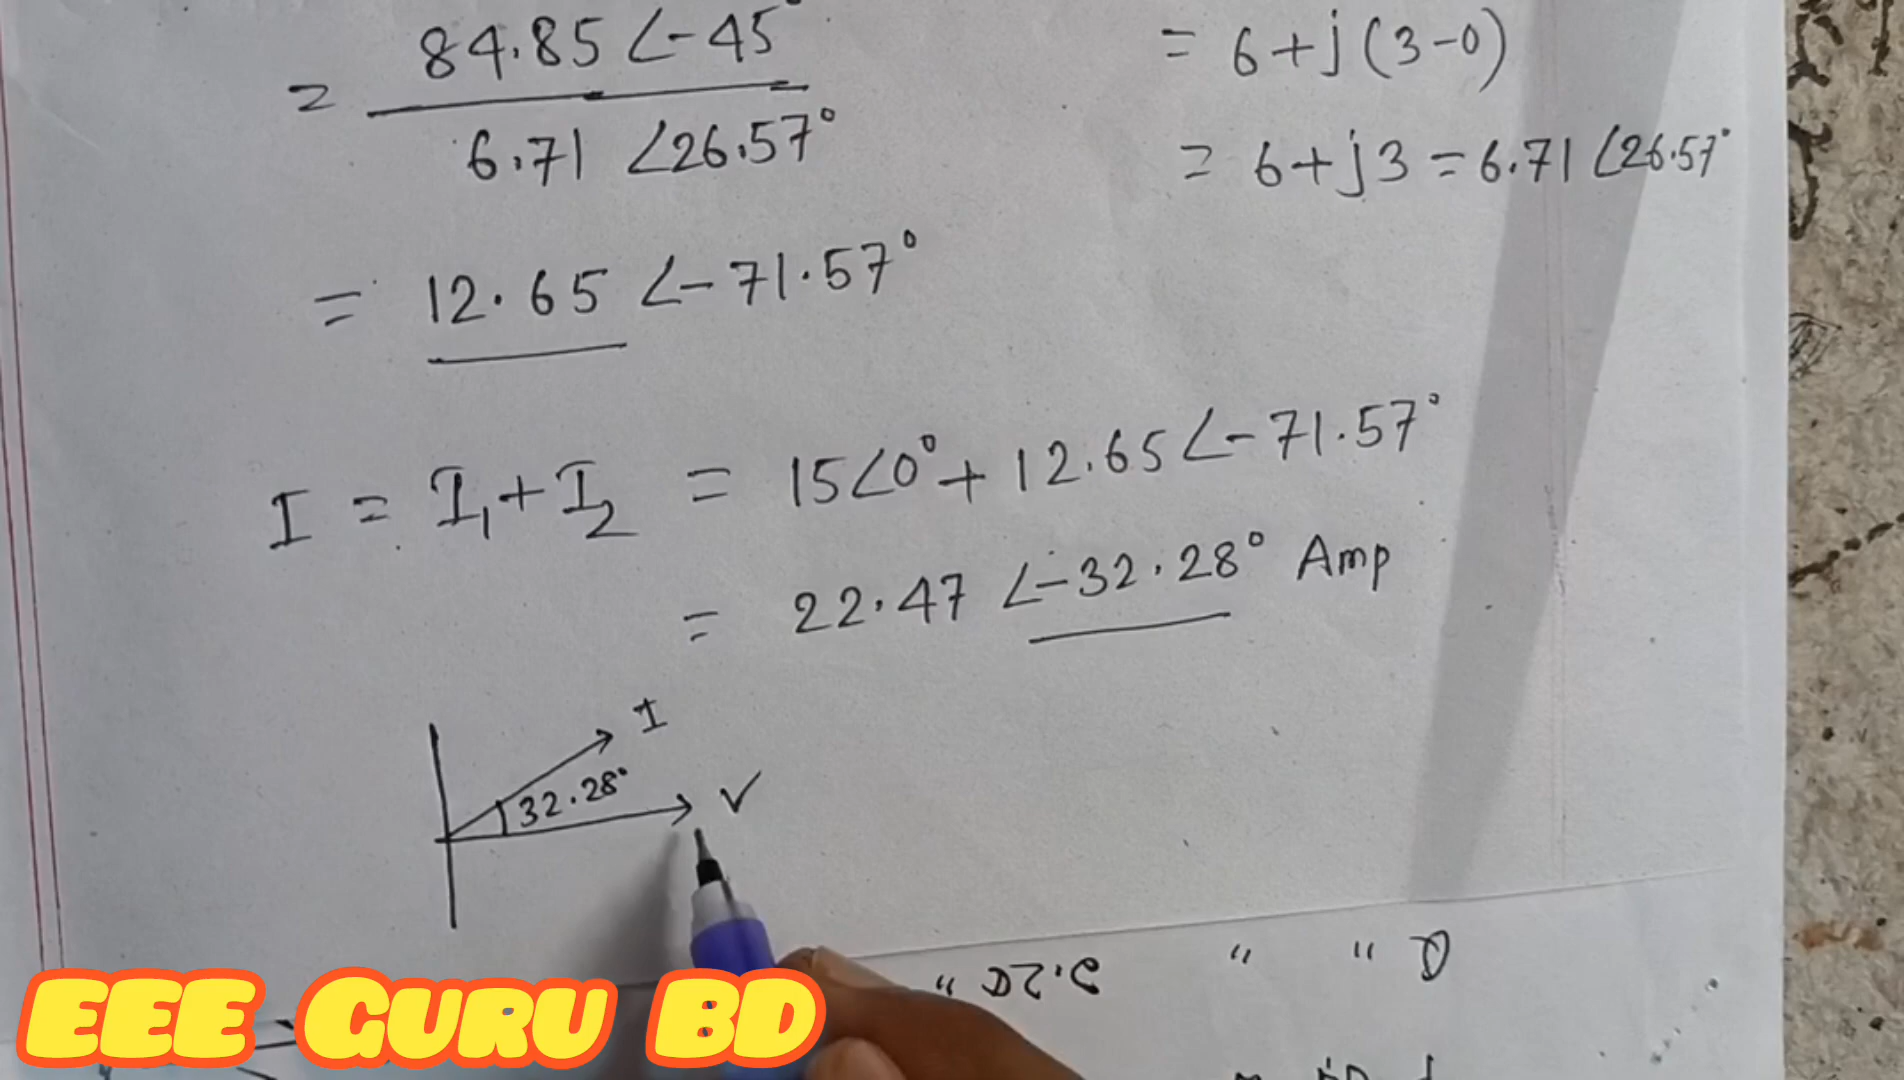 = 84.85 ∠-45°
6.71 ∠26.57°
= 12.65 ∠-71.57°
= 6+j(3-0)
= 6+j3 = 6.71 ∠26.57°
I = I₁+I₂ = 15∠0° + 12.65∠-71.57°
= 22.47 ∠-32.28° Amp
I
32.28°
V
EEE GURU BD